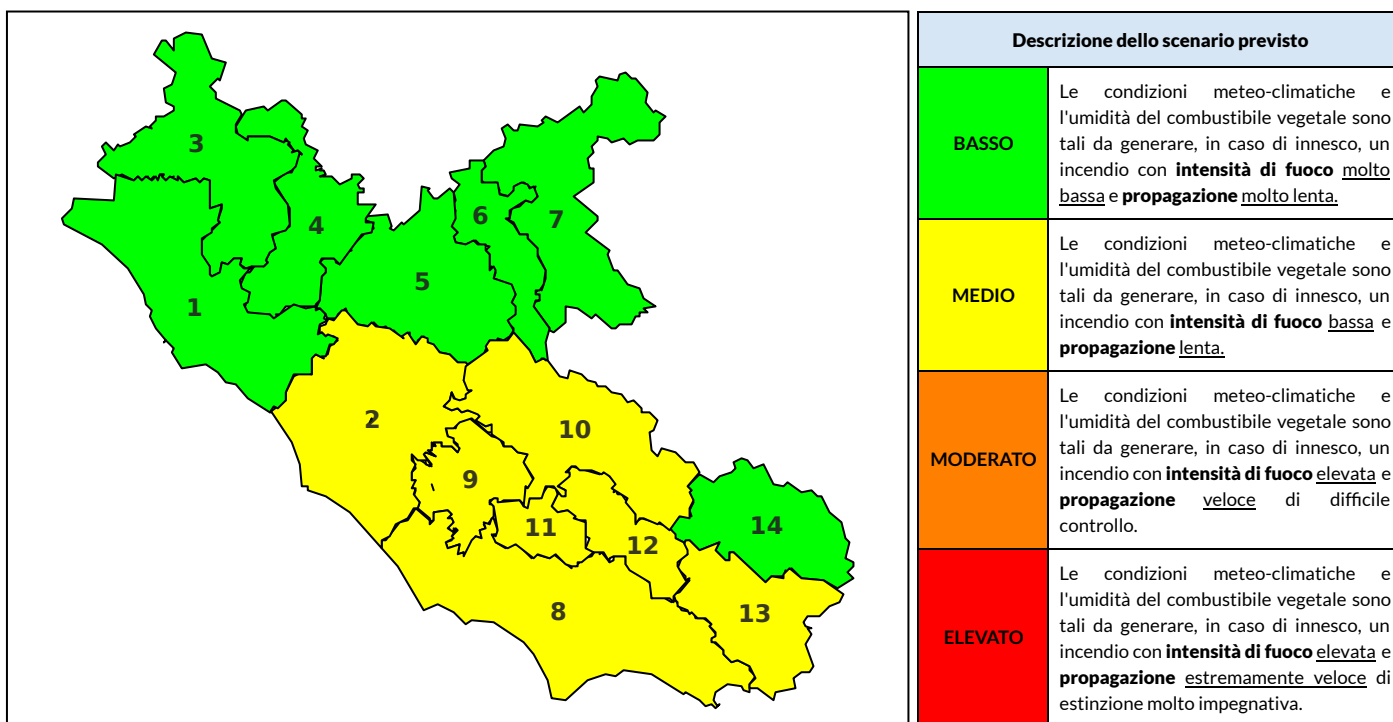 3
4
6
7
5
1
2
10
9
11
12
14
8
13
Descrizione dello scenario previsto
BASSO
Le condizioni meteo-climatiche e
l'umidità del combustibile vegetale sono
tali da generare, in caso di innesco, un
incendio con intensità di fuoco molto
bassa e propagazione molto lenta.
MEDIO
Le condizioni meteo-climatiche e
l'umidità del combustibile vegetale sono
tali da generare, in caso di innesco, un
incendio con intensità di fuoco bassa e
propagazione lenta.
MODERATO
Le condizioni meteo-climatiche e
l'umidità del combustibile vegetale sono
tali da generare, in caso di innesco, un
incendio con intensità di fuoco elevata e
propagazione veloce di difficile
controllo.
ELEVATO
Le condizioni meteo-climatiche e
l'umidità del combustibile vegetale sono
tali da generare, in caso di innesco, un
incendio con intensità di fuoco elevata e
propagazione estremamente veloce di
estinzione molto impegnativa.